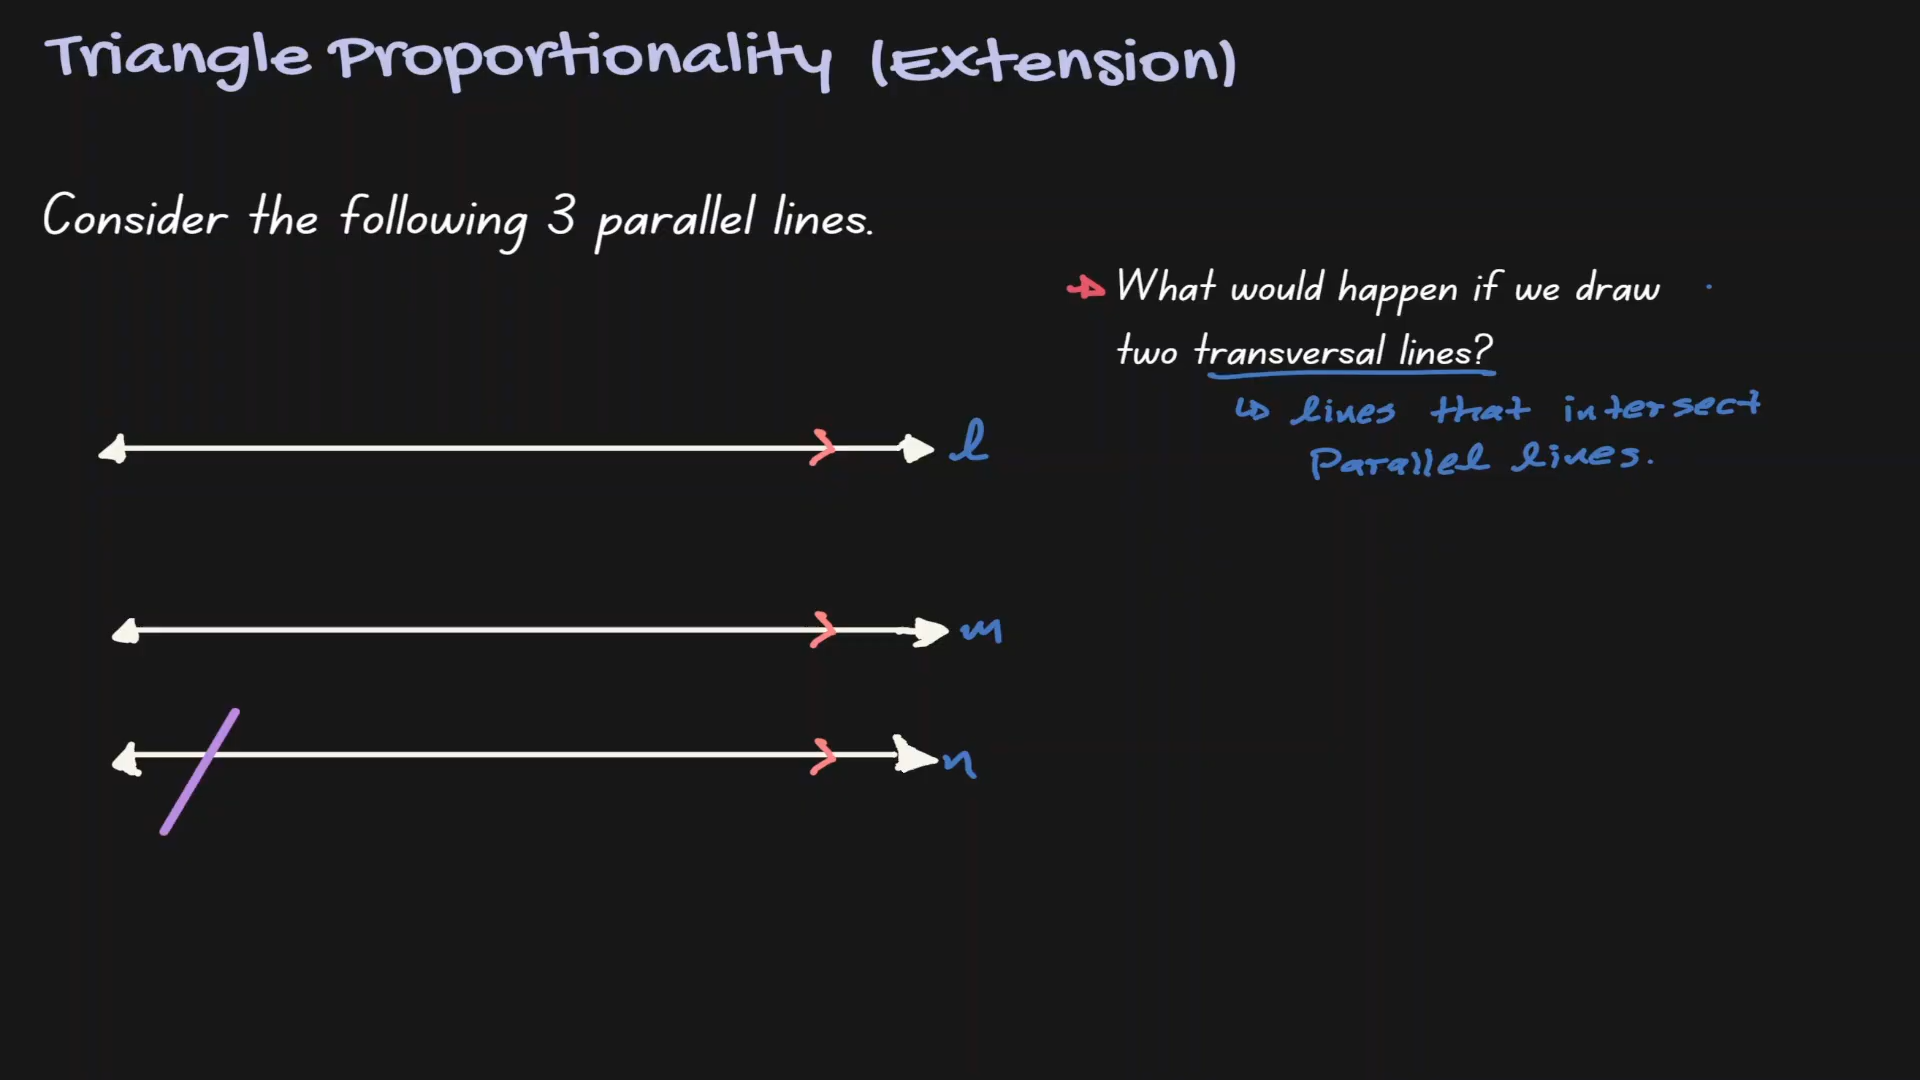 Triangle Proportionality (Extension)
Consider the following 3 parallel lines.
What would happen if we draw
two transversal lines?
lines that intersect
Parallel lines.
l
m
n